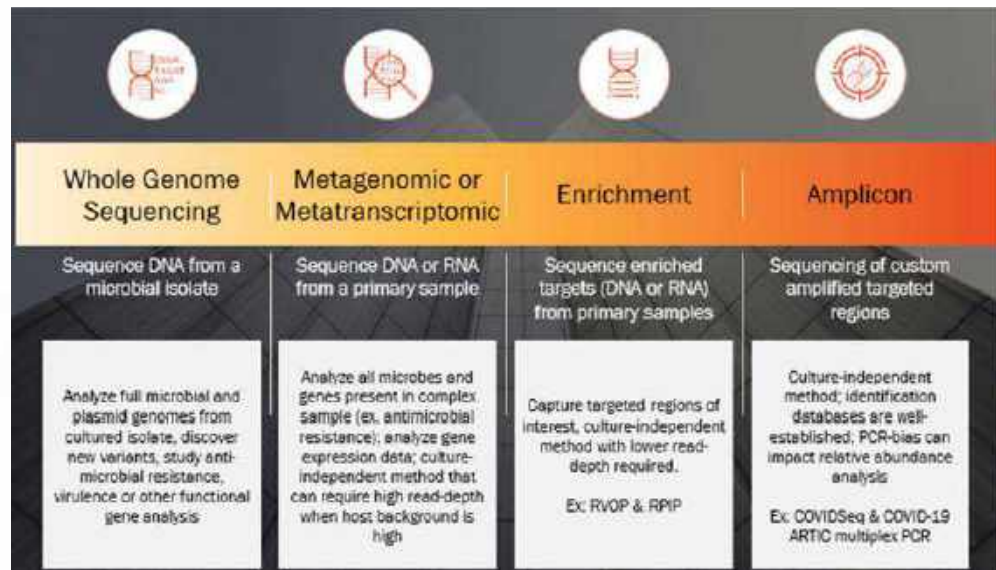 Whole Genome
Sequencing
Metagenomic or
Metatranscriptomic
Enrichment
Amplicon
Sequence DNA from a
microbial isolate
Sequence DNA or RNA
from a primary sample
Sequence enriched
targets (DNA or RNA)
from primary samples
Sequencing of custom
amplified targeted
regions
Analyze full microbial and
plasmid genomes from
cultured isolate, discover
new variants, study anti-
microbial resistance,
virulence or other functional
gene analysis
Analyze all microbes and
genes present in complex
sample (ex. antimicrobial
resistance); analyze gene
expression data; culture-
independent method that
can require high read-depth
when host background is
high
Capture targeted regions of
interest, culture-independent
method with lower read-
depth required.
Ex: RVOP & RPIP
Culture-independent
method; identification
databases are well-
established; PCR-bias can
impact relative abundance
analysis
Ex: COVIDSeq & COVID-19
ARTIC multiplex PCR